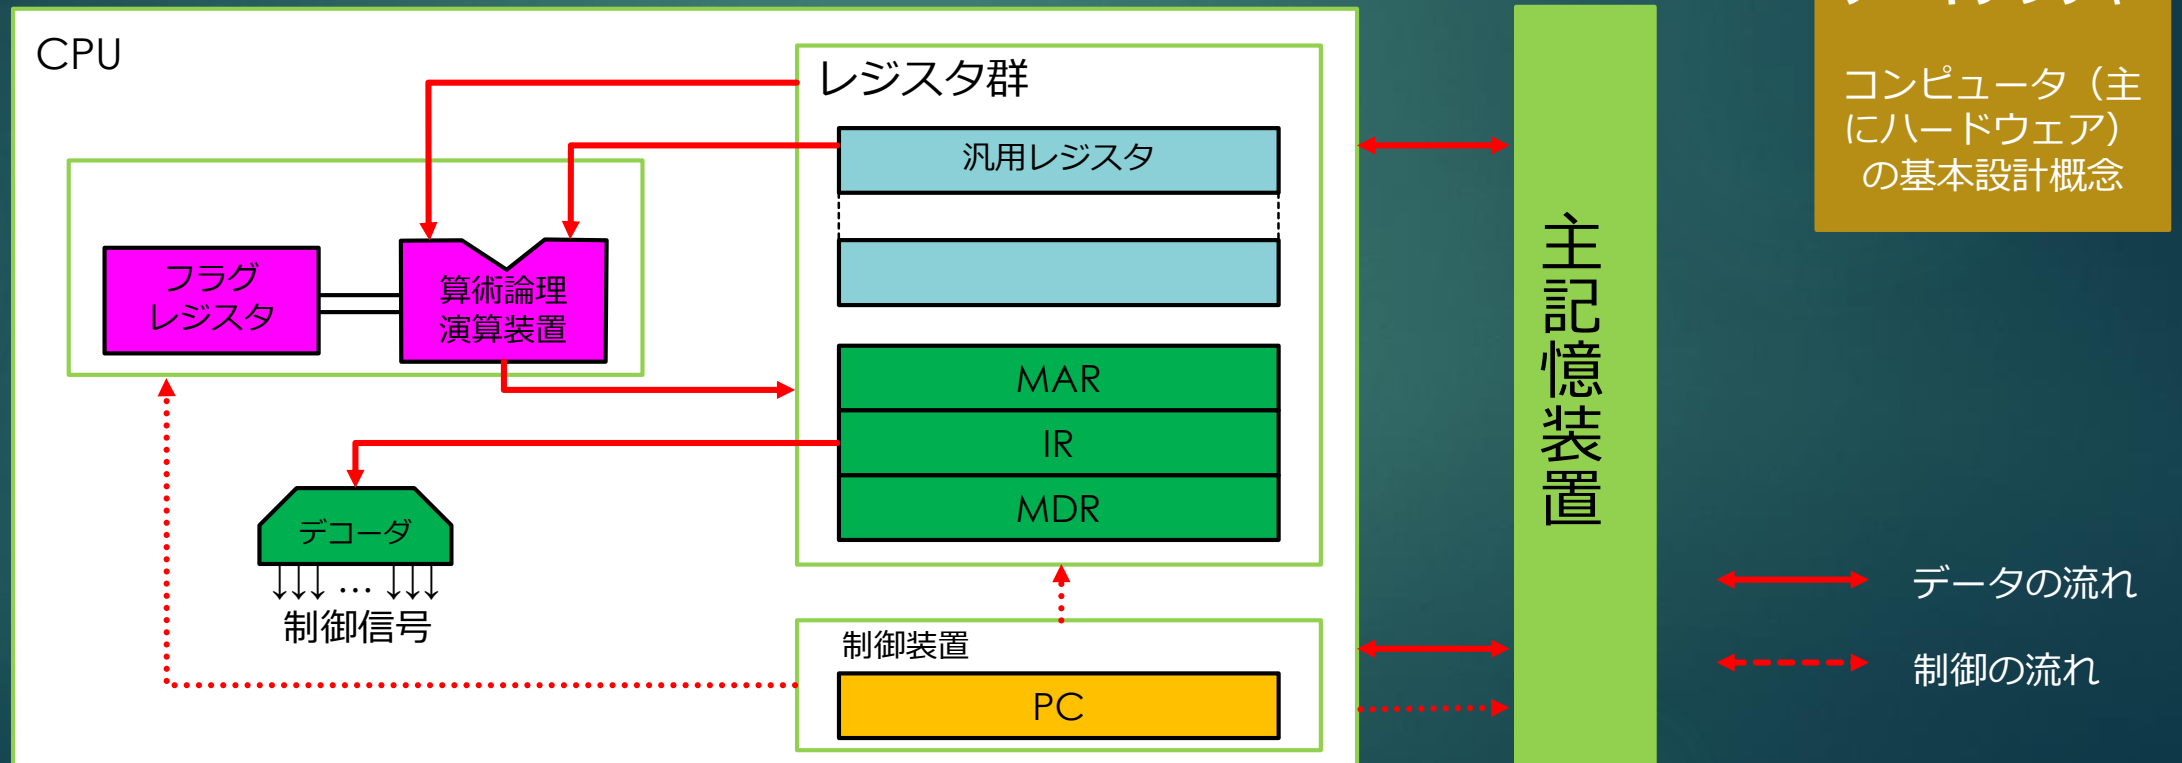 CPU
レジスタ群
汎用レジスタ
フラグ
レジスタ
算術論理
演算装置
MAR
IR
MDR
デコーダ
↓↓↓ … ↓↓↓
制御信号
制御装置
PC
主記憶装置
コンピュータ（主
にハードウェア）
の基本設計概念
データの流れ
制御の流れ